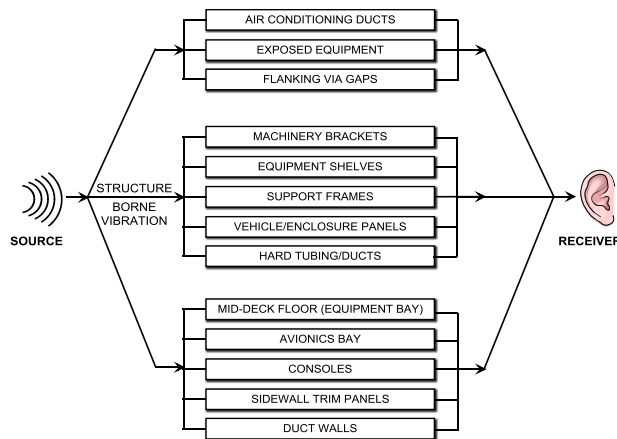 AIR CONDITIONING DUCTS
EXPOSED EQUIPMENT
FLANKING VIA GAPS
MACHINERY BRACKETS
EQUIPMENT SHELVES
SUPPORT FRAMES
VEHICLE/ENCLOSURE PANELS
HARD TUBING/DUCTS
STRUCTURE
BORNE
VIBRATION
SOURCE
RECEIVER
MID-DECK FLOOR (EQUIPMENT BAY)
AVIONICS BAY
CONSOLES
SIDEWALL TRIM PANELS
DUCT WALLS